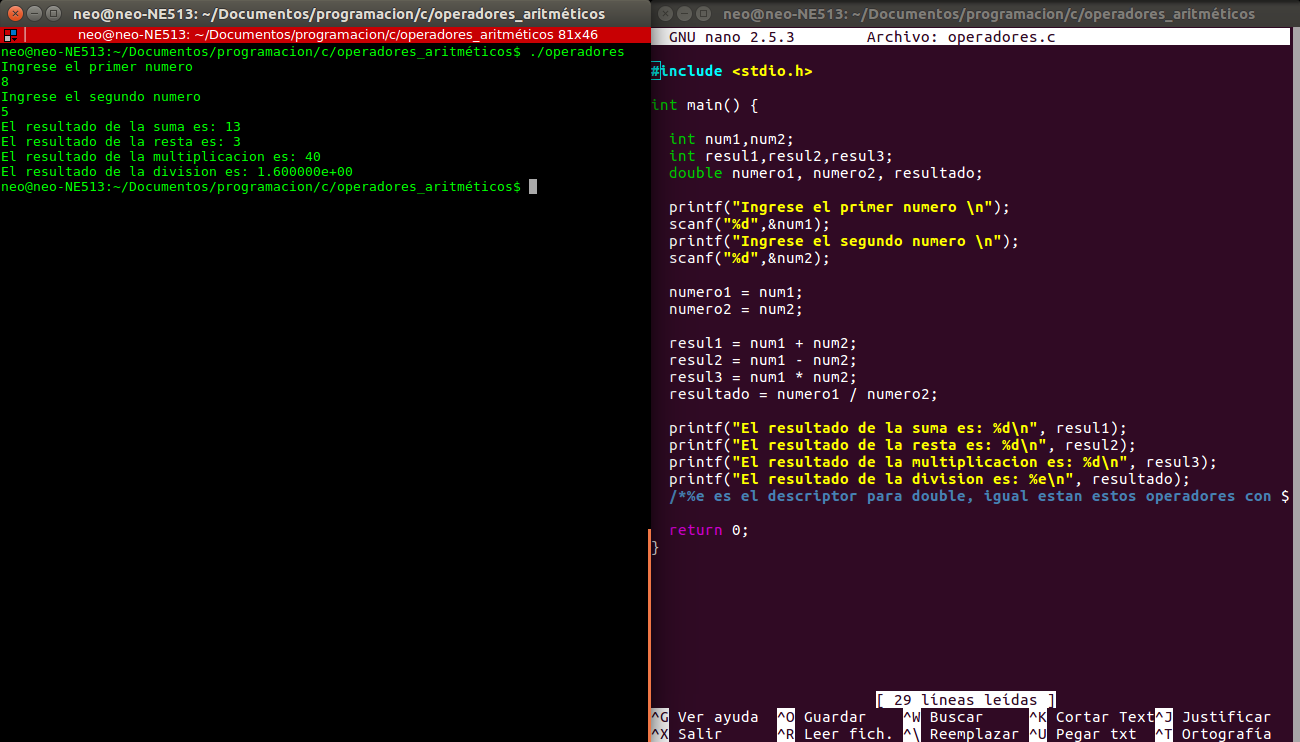 neo@neo-NE513: ~/Documentos/programacion/c/operadores_aritméticos
neo@neo-NE513: ~/Documentos/programacion/c/operadores_aritméticos 81x46
neo@neo-NE513:~/Documentos/programacion/c/operadores_aritméticos$ ./operadores
Ingrese el primer numero
8
Ingrese el segundo numero
5
El resultado de la suma es: 13
El resultado de la resta es: 3
El resultado de la multiplicacion es: 40
El resultado de la division es: 1.600000e+00
neo@neo-NE513:~/Documentos/programacion/c/operadores_aritméticos$
neo@neo-NE513: ~/Documentos/programacion/c/operadores_aritméticos
GNU nano 2.5.3        Archivo: operadores.c
#include <stdio.h>
int main() {
  int num1,num2;
  int resul1,resul2,resul3;
  double numero1, numero2, resultado;
  printf("Ingrese el primer numero \n");
  scanf("%d",&num1);
  printf("Ingrese el segundo numero \n");
  scanf("%d",&num2);
  numero1 = num1;
  numero2 = num2;
  resul1 = num1 + num2;
  resul2 = num1 - num2;
  resul3 = num1 * num2;
  resultado = numero1 / numero2;
  printf("El resultado de la suma es: %d\n", resul1);
  printf("El resultado de la resta es: %d\n", resul2);
  printf("El resultado de la multiplicacion es: %d\n", resul3);
  printf("El resultado de la division es: %e\n", resultado);
  /*%e es el descriptor para double, igual estan estos operadores con $
  return 0;
}
[ 29 líneas leídas ]
^G Ver ayuda  ^O Guardar    ^W Buscar     ^K Cortar Text^J Justificar
^X Salir      ^R Leer fich. ^\ Reemplazar ^U Pegar txt  ^T Ortografía